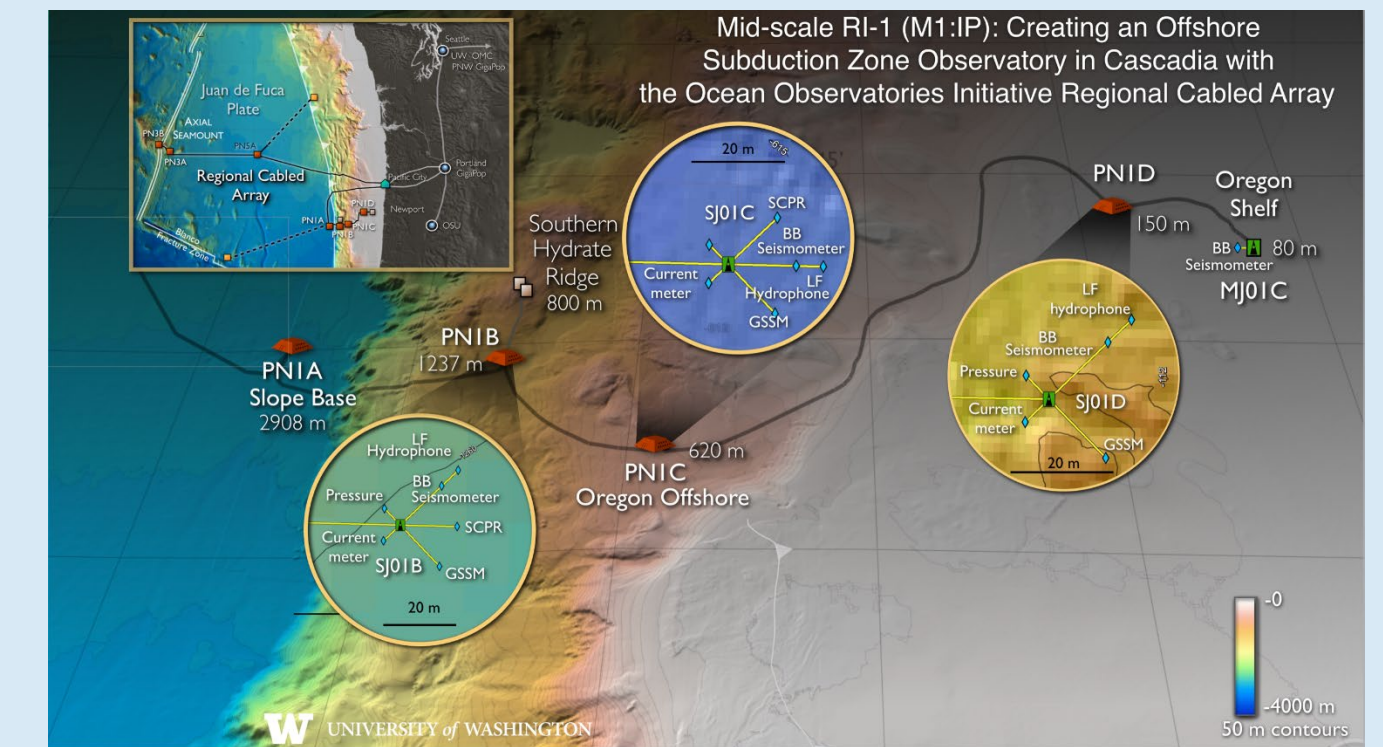 Mid-scale RI-1 (M1:IP): Creating an Offshore
Subduction Zone Observatory in Cascadia with
the Ocean Observatories Initiative Regional Cabled Array
Seattle
UW OMC
PNW GigaPop
Juan de Fuca
Plate
AXIAL
SEAMOUNT
PN3B
PN3A
PN5A
Regional Cabled
Array
Pacific City
Portland
GigaPop
Newport
OSU
PN1A
PN1B
PN1C
PN1D
Blanco
Fracture Zone
Southern
Hydrate
Ridge
800 m
PN1A
Slope Base
2908 m
PN1B
1237 m
PN1C
Oregon Offshore
620 m
PN1D
150 m
Oregon
Shelf
80 m
BB
Seismometer
MJ01C
20 m
-615-
SJ01C
SCPR
BB
Seismometer
Current
meter
LF
Hydrophone
GSSM
LF
hydrophone
BB
Seismometer
Pressure
SJ01D
Current
meter
GSSM
20 m
LF
Hydrophone
BB
Seismometer
Pressure
SCPR
Current
meter
SJ01B
GSSM
20 m
-0
-4000 m
50 m contours
W UNIVERSITY of WASHINGTON